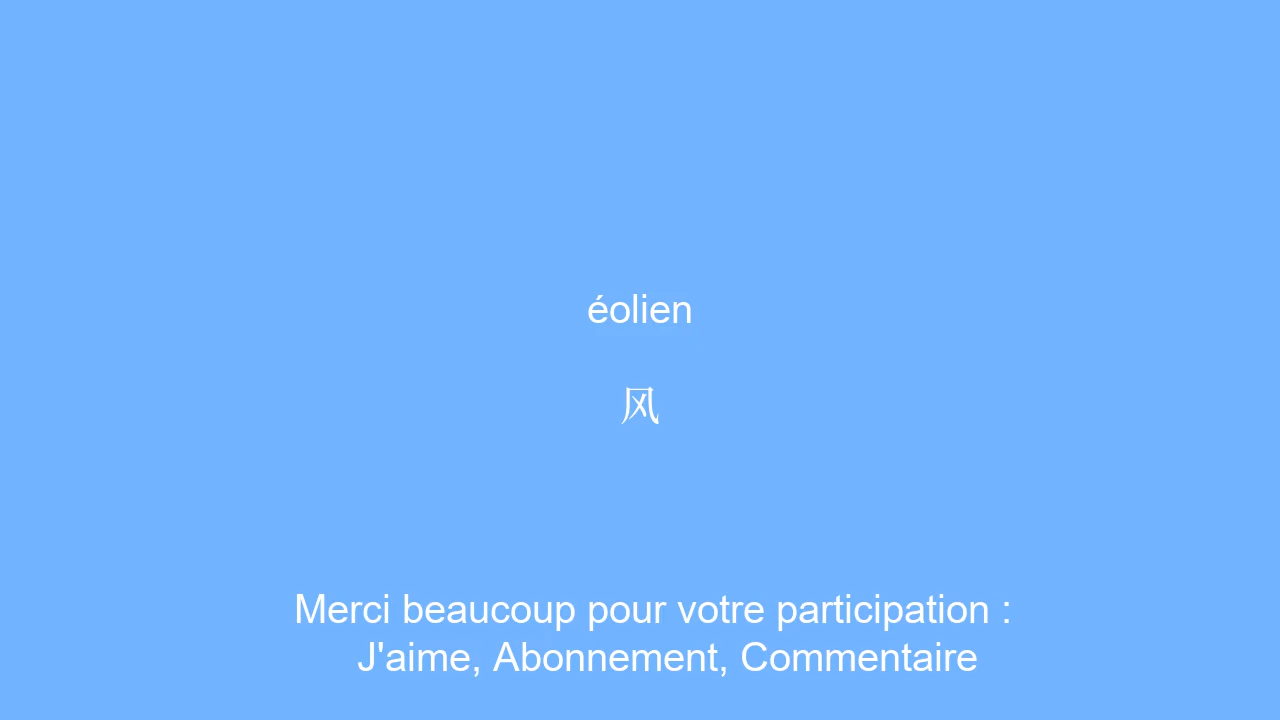 éolien
风
Merci beaucoup pour votre participation :
J'aime, Abonnement, Commentaire